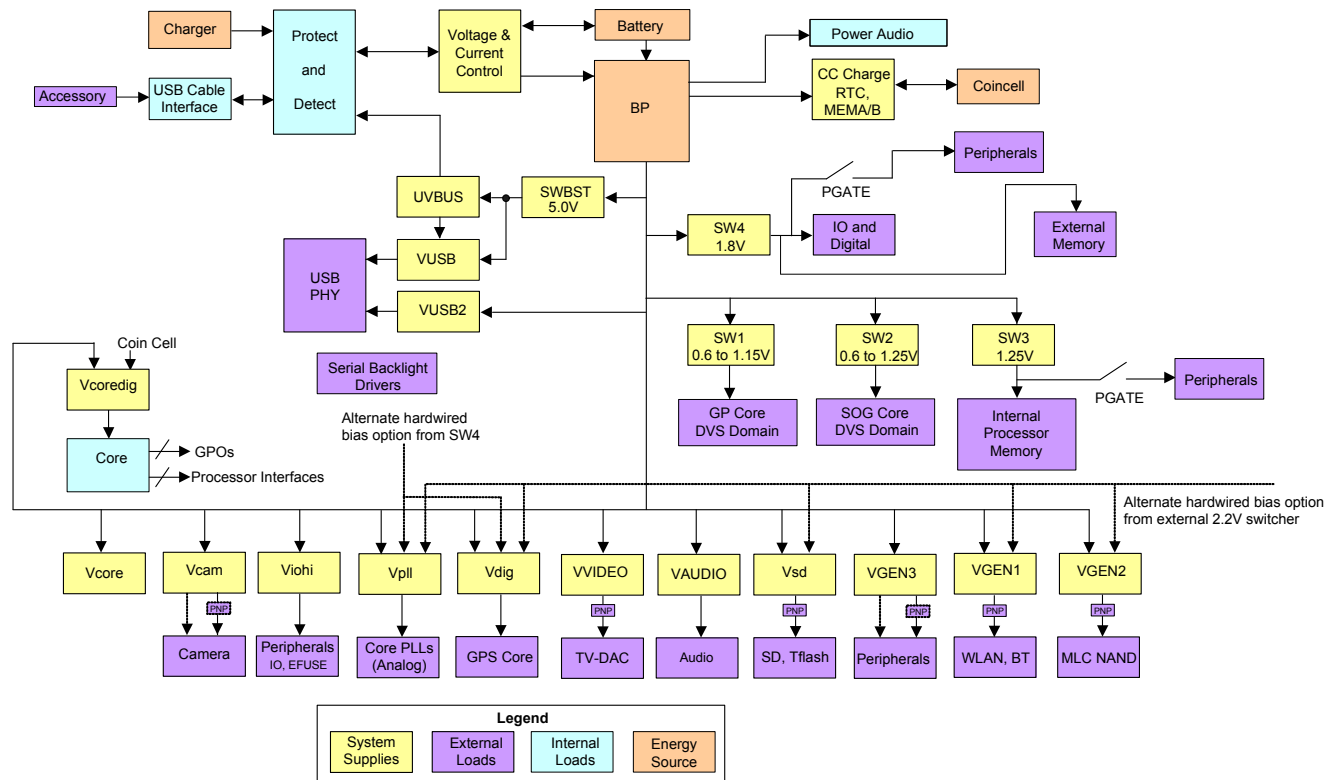 Charger
Protect
and
Detect
Voltage &
Current
Control
Battery
Power Audio
Accessory
USB Cable
Interface
BP
CC Charge
RTC,
MEMA/B
Coincell
Peripherals
PGATE
UVBUS
SWBST
5.0V
SW4
1.8V
IO and
Digital
External
Memory
USB
PHY
VUSB
VUSB2
SW1
0.6 to 1.15V
SW2
0.6 to 1.25V
SW3
1.25V
Coin Cell
Vcoredig
Serial Backlight
Drivers
Peripherals
PGATE
GP Core
DVS Domain
SOG Core
DVS Domain
Internal
Processor
Memory
Alternate hardwired
bias option from SW4
Core
GPOs
Processor Interfaces
Alternate hardwired bias option
from external 2.2V switcher
Vcore
Vcam
Viohi
Vpll
Vdig
VVIDEO
VAUDIO
Vsd
VGEN3
VGEN1
VGEN2
PNP
PNP
PNP
PNP
PNP
PNP
Camera
Peripherals
IO, EFUSE
Core PLLs
(Analog)
GPS Core
TV-DAC
Audio
SD, Tflash
Peripherals
WLAN, BT
MLC NAND
Legend
System
Supplies
External
Loads
Internal
Loads
Energy
Source